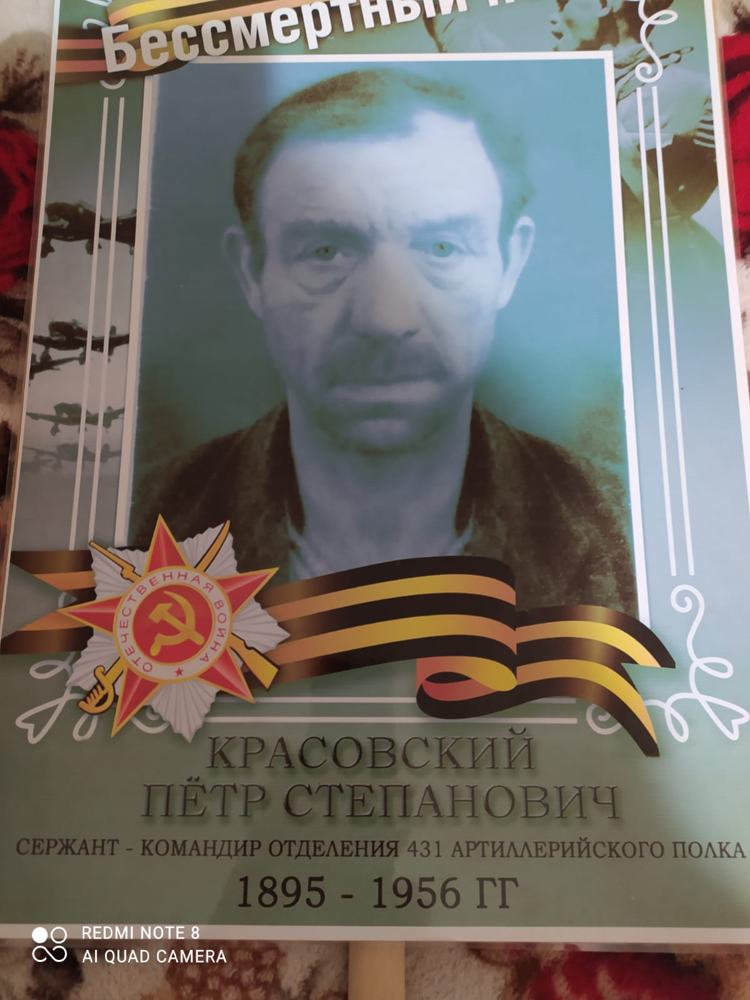 Бессмертный
ОТЕЧЕСТВЕННАЯ ВОЙНА
КРАСОВСКИЙ
ПЁТР СТЕПАНОВИЧ
СЕРЖАНТ - КОМАНДИР ОТДЕЛЕНИЯ 431 АРТИЛЛЕРИЙСКОГО ПОЛКА
1895 - 1956 ГГ
REDMI NOTE 8
AI QUAD CAMERA